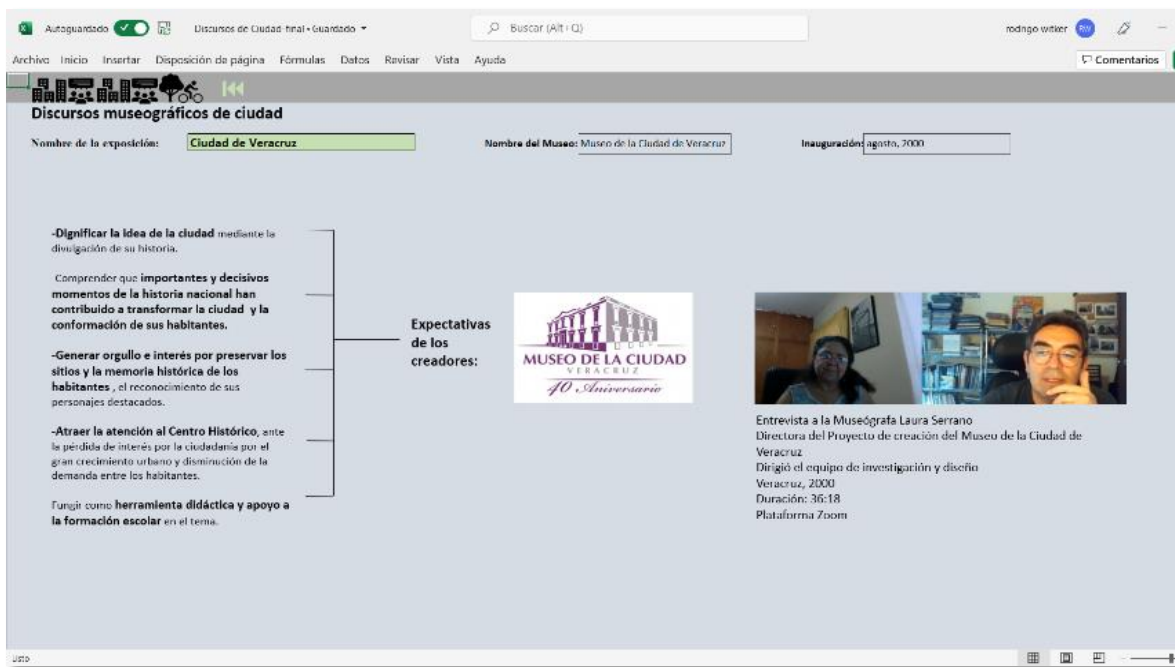 Autoguardado
Discursos de Ciudad-final • Guardado
Buscar (Alt+Q)
rodrigo witker
RW
Archivo Inicio Insertar Disposición de página Fórmulas Datos Revisar Vista Ayuda
Comentarios
Discursos museográficos de ciudad
Nombre de la exposición: Ciudad de Veracruz
Nombre del Museo: Museo de la Ciudad de Veracruz
Inauguración: agosto, 2000
-Dignificar la idea de la ciudad mediante la
divulgación de su historia.
Comprender que importantes y decisivos
momentos de la historia nacional han
contribuido a transformar la ciudad y la
conformación de sus habitantes.
-Generar orgullo e interés por preservar los
sitios y la memoria histórica de los
habitantes , el reconocimiento de sus
personajes destacados.
-Atraer la atención al Centro Histórico, ante
la pérdida de interés por la ciudadanía por el
gran crecimiento urbano y disminución de la
demanda entre los habitantes.
Fungir como herramienta didáctica y apoyo a
la formación escolar en el tema.
Expectativas
de los
creadores:
MUSEO DE LA CIUDAD
VERACRUZ
40 Aniversario
Entrevista a la Museógrafa Laura Serrano
Directora del Proyecto de creación del Museo de la Ciudad de
Veracruz
Dirigió el equipo de investigación y diseño
Veracruz, 2000
Duración: 36:18
Plataforma Zoom
Listo